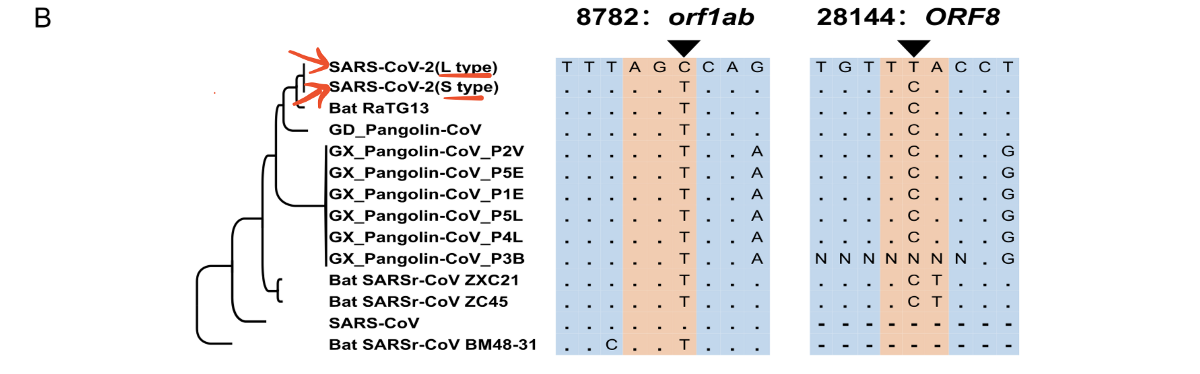 B
8782: orf1ab 28144: ORF8
SARS-CoV-2(L type) T T T A G C C A G T G T T T A C C T
SARS-CoV-2(S type) . . . . . T . . . . . . . C . . . .
Bat RaTG13 . . . . . T . . . . . . . C . . . .
GD_Pangolin-CoV . . . . . T . . . . . . . C . . . .
GX_Pangolin-CoV_P2V . . . . . T . . A . . . . C . . . G
GX_Pangolin-CoV_P5E . . . . . T . . A . . . . C . . . G
GX_Pangolin-CoV_P1E . . . . . T . . A . . . . C . . . G
GX_Pangolin-CoV_P5L . . . . . T . . A . . . . C . . . G
GX_Pangolin-CoV_P4L . . . . . T . . A . . . . C . . . G
GX_Pangolin-CoV_P3B . . . . . T . . A N N N N N N N . G
Bat SARSr-CoV ZXC21 . . . . . T . . . . . . . C T . . .
Bat SARSr-CoV ZC45 . . . . . T . . . . . . . C T . . .
SARS-CoV . . . . . . . . . - - - - - - - - -
Bat SARSr-CoV BM48-31 . . C . . T . . . - - - - - - - - -